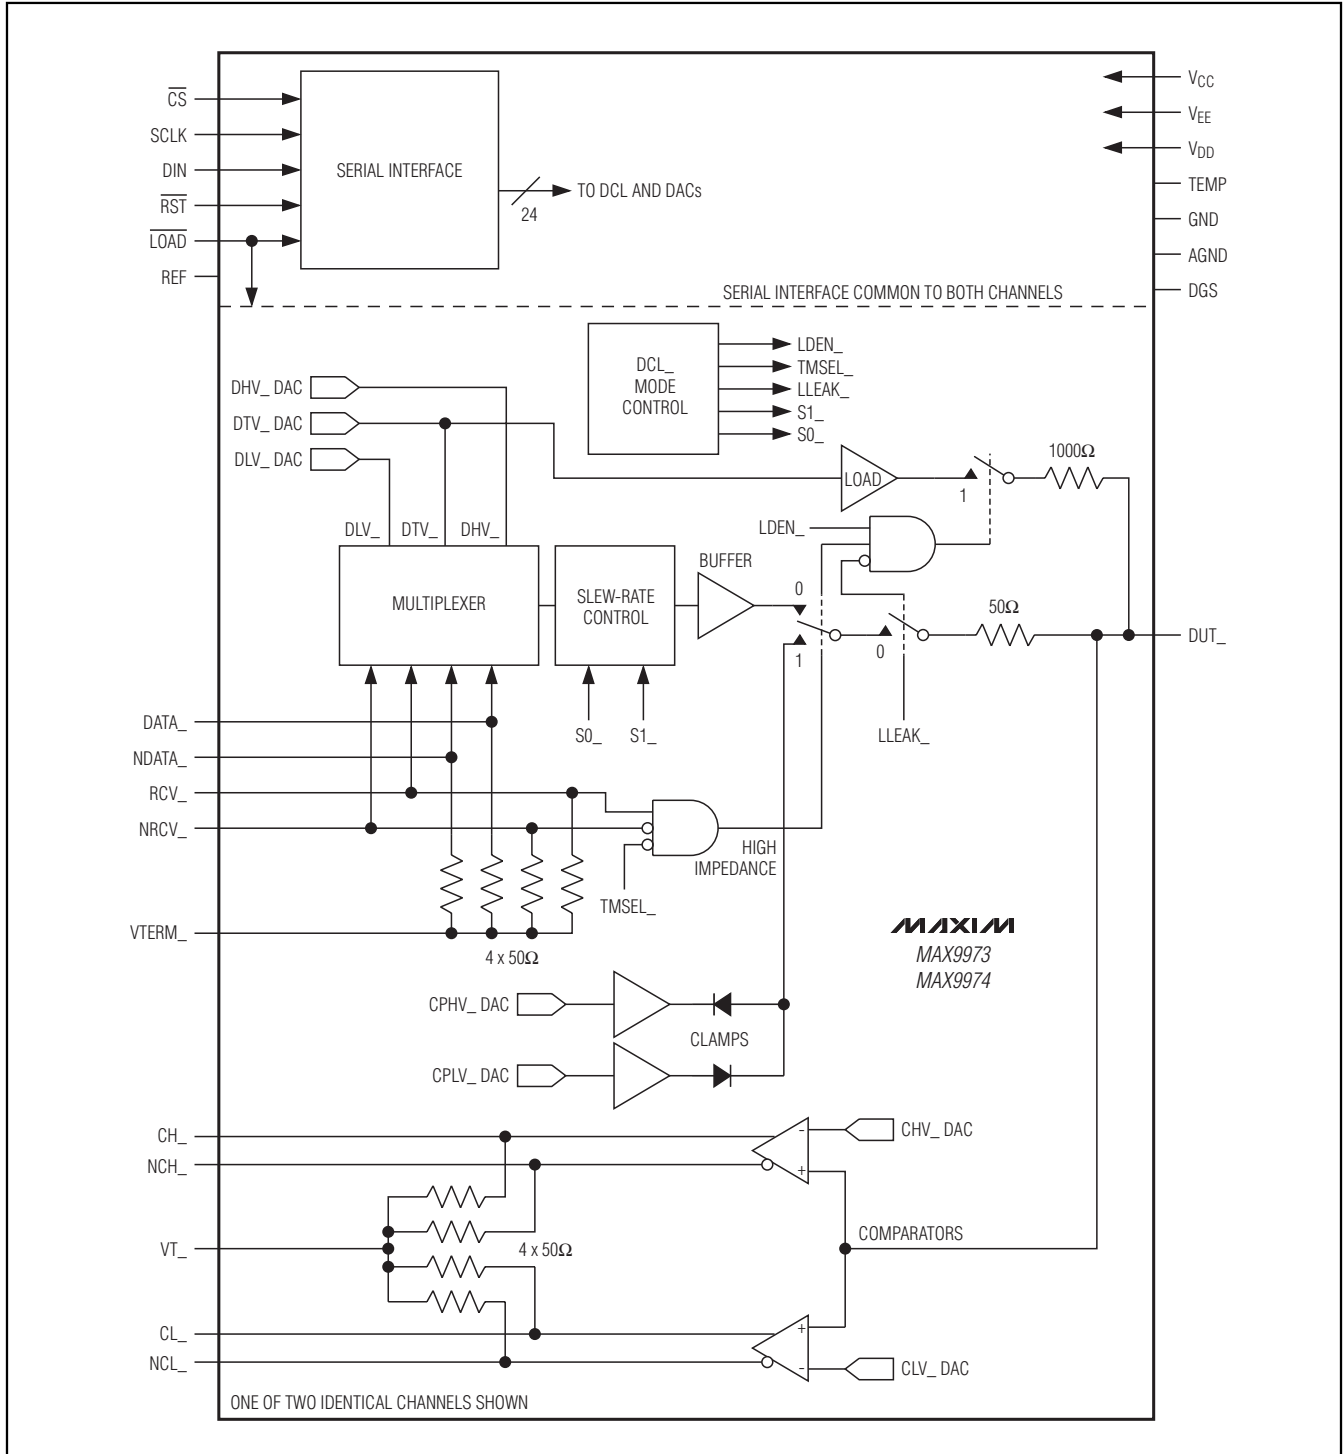 CS
SCLK
DIN
RST
LOAD
REF
SERIAL INTERFACE
24
TO DCL AND DACs
VCC
VEE
VDD
TEMP
GND
AGND
DGS
SERIAL INTERFACE COMMON TO BOTH CHANNELS
DCL_
MODE
CONTROL
LDEN_
TMSEL_
LLEAK_
S1_
S0_
DHV_ DAC
DTV_ DAC
DLV_ DAC
DLV_
DTV_
DHV_
MULTIPLEXER
SLEW-RATE
CONTROL
BUFFER
LOAD
1
1000Ω
LDEN_
0
1
0
50Ω
DUT_
LLEAK_
S0_
S1_
DATA_
NDATA_
RCV_
NRCV_
VTERM_
TMSEL_
HIGH
IMPEDANCE
4 x 50Ω
MAXIM
MAX9973
MAX9974
CPHV_ DAC
CLAMPS
CPLV_ DAC
CH_
NCH_
VT_
CL_
NCL_
4 x 50Ω
-
+
CHV_ DAC
COMPARATORS
+
-
CLV_ DAC
ONE OF TWO IDENTICAL CHANNELS SHOWN